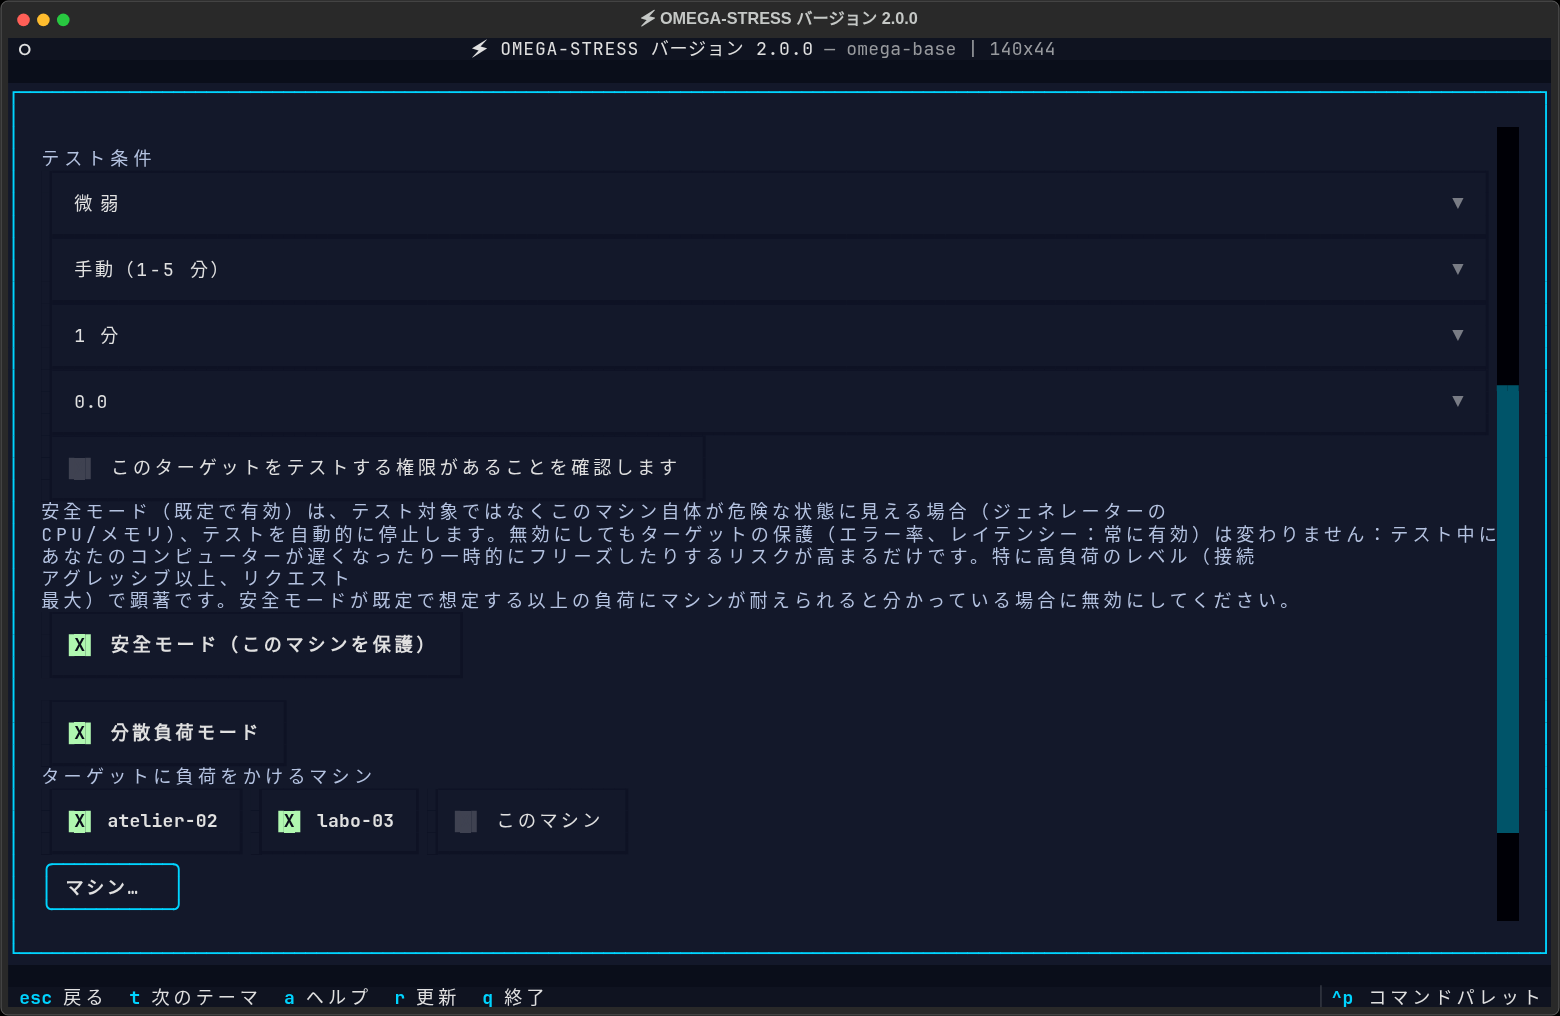 ⚡ OMEGA-STRESS バージョン 2.0.0
⚡ OMEGA-STRESS バージョン 2.0.0 — omega-base | 140x44
テスト条件
微弱
手動（1-5 分）
1 分
0.0
このターゲットをテストする権限があることを確認します
安全モード（既定で有効）は、テスト対象ではなくこのマシン自体が危険な状態に見える場合（ジェネレーターの
CPU/メモリ）、テストを自動的に停止します。無効にしてもターゲットの保護（エラー率、レイテンシー：常に有効）は変わりません：テスト中に
あなたのコンピューターが遅くなったり一時的にフリーズしたりするリスクが高まるだけです。特に高負荷のレベル（接続
アグレッシブ以上、リクエスト
最大）で顕著です。安全モードが既定で想定する以上の負荷にマシンが耐えられると分かっている場合に無効にしてください。
X 安全モード（このマシンを保護）
X 分散負荷モード
ターゲットに負荷をかけるマシン
X atelier-02 X labo-03 このマシン
マシン…
esc 戻る t 次のテーマ a ヘルプ r 更新 q 終了 ^p コマンドパレット